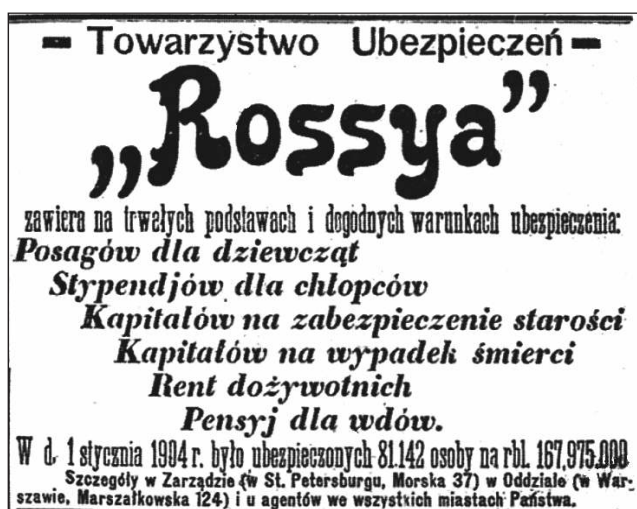 Towarzystwo Ubezpieczeń
„Rossya”
zawiera na trwałych podstawach i dogodnych warunkach ubezpieczenia:
Posagów dla dziewcząt
Stypendjów dla chłopców
Kapitałów na zabezpieczenie starości
Kapitałów na wypadek śmierci
Rent dożywotnich
Pensyj dla wdów.
W d. 1 stycznia 1904 r. było ubezpieczonych 81.142 osoby na rbl. 167,975.000
Szczegóły w Zarządzie (w St. Petersburgu, Morska 37) w Oddziale (w War-
szawie, Marszałkowska 124) i u agentów we wszystkich miastach Państwa.